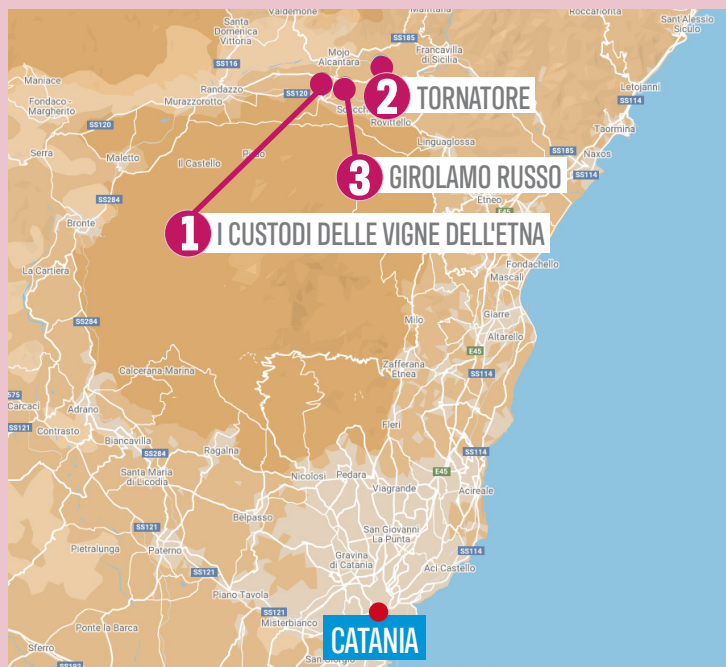 Valdemone
Roccafiorita
Santa
Domenica
Vittoria
SS185
Sant'Alessio
Siculo
Mojo
Alcantara
Francavilla
di Sicilia
SS116
Maniace
Randazzo
SS120
Letojanni
Fondaco-
Margherito
Murazzorotto
2 TORNATORE
SS114
Rovittello
SS120
Taormina
Linguaglossa
Serra
Maletto
Il Castello
SS185
Naxos
3 GIROLAMO RUSSO
SS114
SS284
Etneo
Bronte
E45
1 I CUSTODI DELLE VIGNE DELL'ETNA
Fondachello
La Cartiera
Mascali
SS284
Milo
Giarre
Altarello
E45
Calcerana-Marina
Zafferana
Etnea
SS114
Carcaci
Adrano
SS121
Contrasto
Fleri
Biancavilla
SS284
Ragalna
E45
Santa Maria
di Licodia
Nicolosi
Pedara
Viagrande
Acireale
Belpasso
SS121
San Giovanni
La Punta
Pietralunga
Paterno
Gravina
di Catania
SS114
Aci Castello
SS121
Piano Tavola
Misterbianco
Ponte la Barca
CATANIA
Sferro
SS192